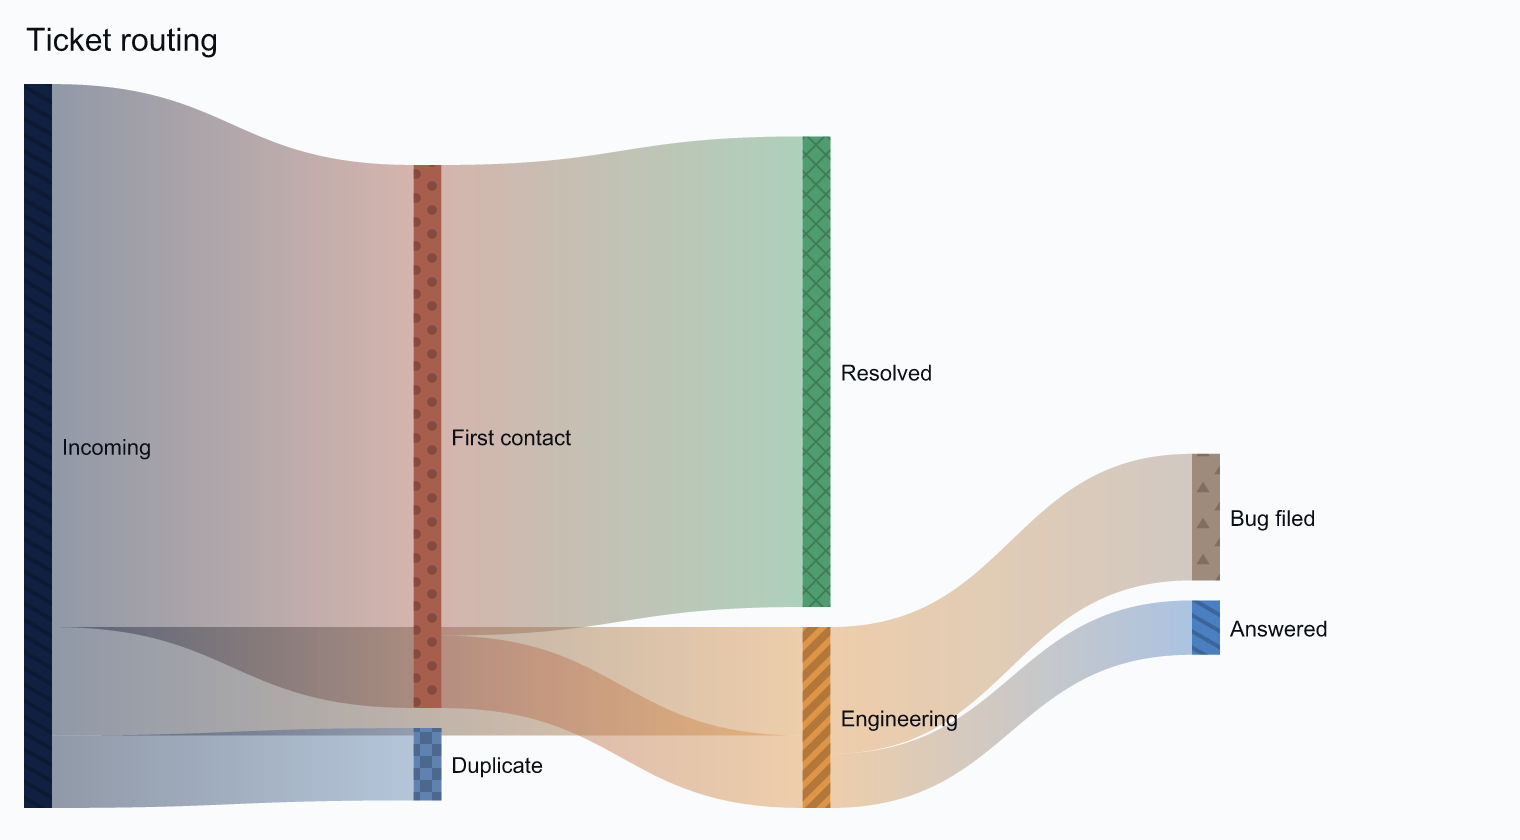 Ticket routing
Incoming
First contact
Duplicate
Resolved
Engineering
Bug filed
Answered